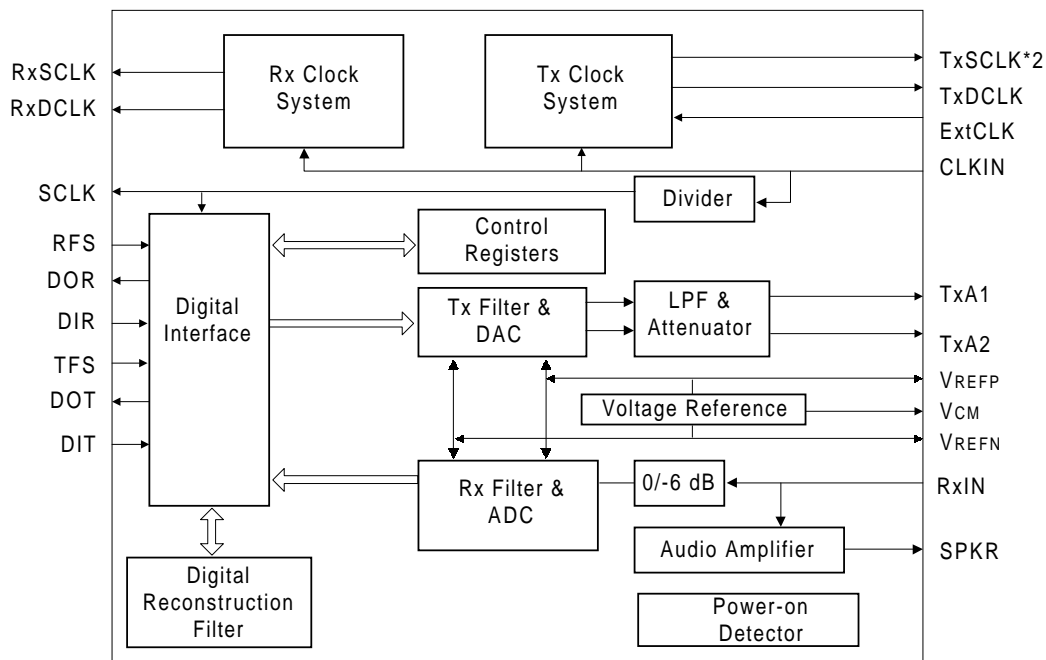 RxSCLK
RxDCLK
SCLK
RFS
DOR
DIR
TFS
DOT
DIT
Rx Clock
System
Tx Clock
System
Divider
Control
Registers
Digital
Interface
Tx Filter &
DAC
LPF &
Attenuator
Voltage Reference
Rx Filter &
ADC
0/-6 dB
Audio Amplifier
Digital
Reconstruction
Filter
Power-on
Detector
TxSCLK*2
TxDCLK
ExtCLK
CLKIN
TxA1
TxA2
VREFP
VCM
VREFN
RxIN
SPKR